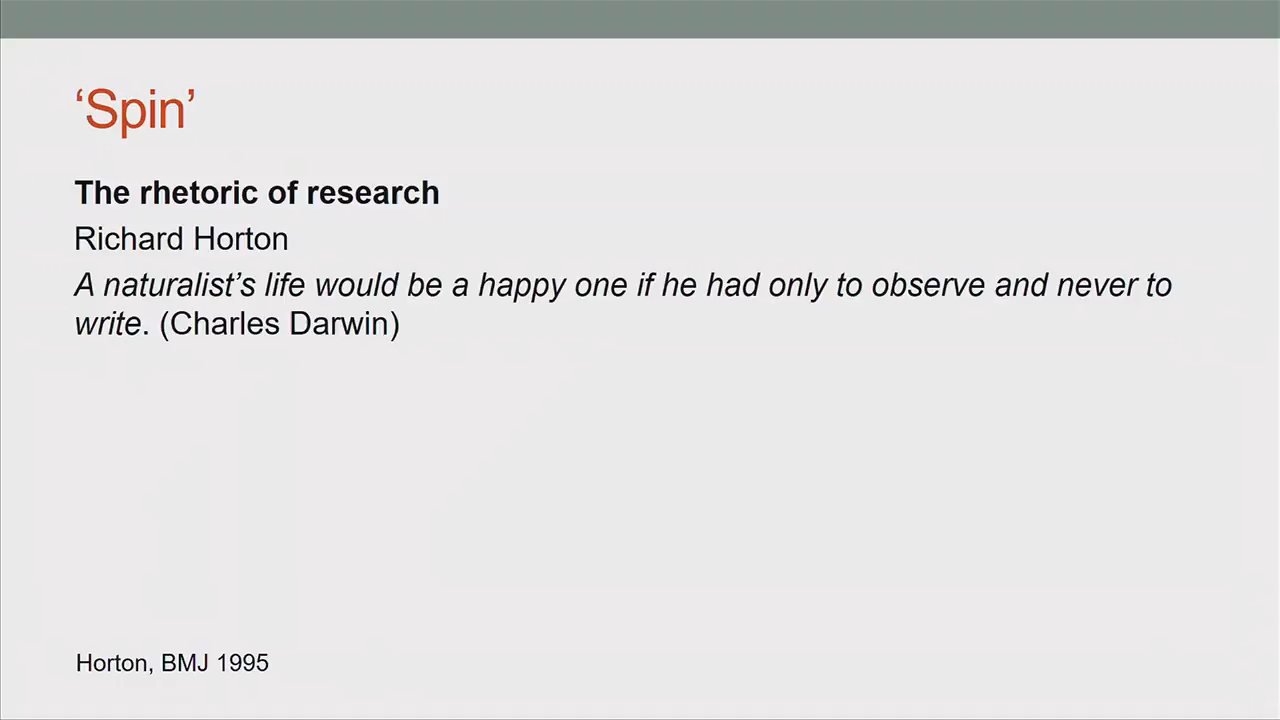 ‘Spin’
The rhetoric of research
Richard Horton
A naturalist’s life would be a happy one if he had only to observe and never to
write. (Charles Darwin)
Horton, BMJ 1995